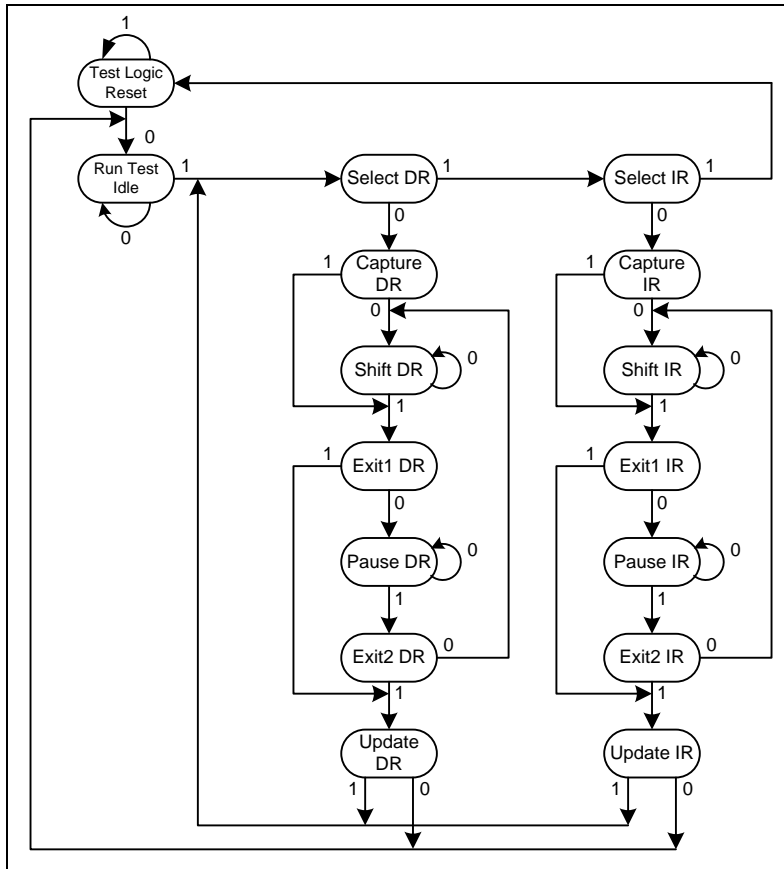 1
Test Logic
Reset
0
Run Test
Idle
1
0
Select DR
1
0
Select IR
1
0
Capture
DR
1
0
Capture
IR
1
0
Shift DR
0
1
Shift IR
0
1
Exit1 DR
1
0
Exit1 IR
1
0
Pause DR
0
1
Pause IR
0
1
Exit2 DR
0
1
Exit2 IR
0
1
Update
DR
1
0
Update IR
1
0